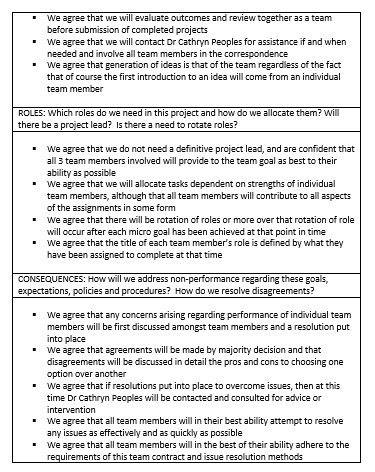 We agree that we will evaluate outcomes and review together as a team
before submission of completed projects
We agree that we will contact Dr Cathryn Peoples for assistance if and when
needed and involve all team members in the correspondence
We agree that generation of ideas is that of the team regardless of the fact
that of course the first introduction to an idea will come from an individual
team member
ROLES: Which roles do we need in this project and how do we allocate them? Will
there be a project lead? Is there a need to rotate roles?
We agree that we do not need a definitive project lead, and are confident that
all 3 team members involved will provide to the team goal as best to their
ability as possible
We agree that we will allocate tasks dependent on strengths of individual
team members, although that all team members will contribute to all aspects
of the assignments in some form
We agree that there will be rotation of roles or more over that rotation of role
will occur after each micro goal has been achieved at that point in time
We agree that the title of each team member's role is defined by what they
have been assigned to complete at that time
CONSEQUENCES: How will we address non-performance regarding these goals,
expectations, policies and procedures? How do we resolve disagreements?
We agree that any concerns arising regarding performance of individual team
members will be first discussed amongst team members and a resolution put
into place
We agree that agreements will be made by majority decision and that
disagreements will be discussed in detail the pros and cons to choosing one
option over another
We agree that if resolutions put into place to overcome issues, then at this
time Dr Cathryn Peoples will be contacted and consulted for advice or
intervention
We agree that all team members will in their best ability attempt to resolve
any issues as effectively and as quickly as possible
We agree that all team members will in the best of their ability adhere to the
requirements of this team contract and issue resolution methods